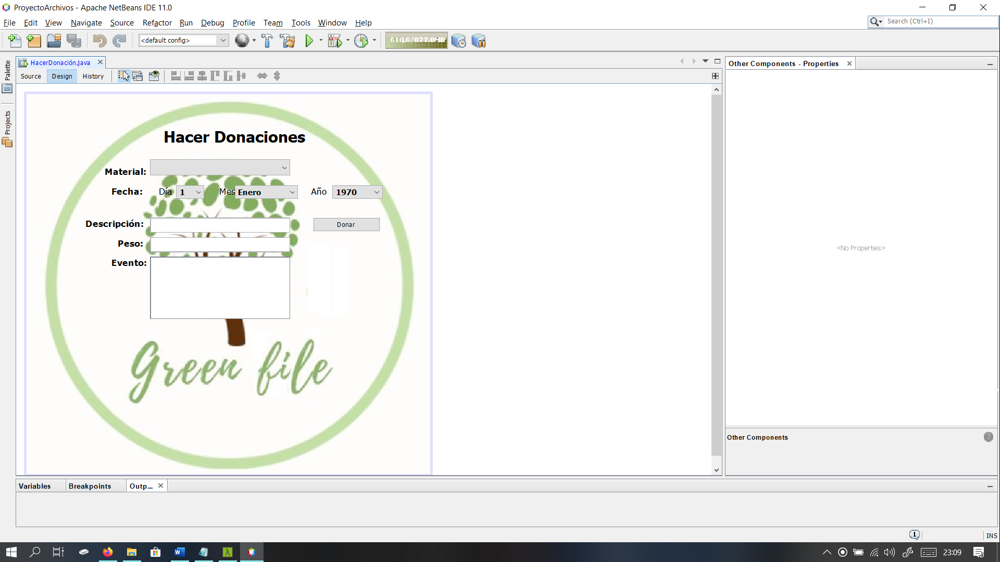 ProyectoArchivos - Apache NetBeans IDE 11.0
File Edit View Navigate Source Refactor Run Debug Profile Team Tools Window Help
Search (Ctrl+I)
<default config>
610,6/877.0MB
Palette
Projects
HacerDonación.java
Source Design History
Other Components - Properties
Hacer Donaciones
Material:
Fecha: Día 1 Mes Enero Año 1970
Descripción:
Donar
Peso:
Evento:
Green file
<No Properties>
Other Components
?
Variables Breakpoints Outp...
1
INS
23:09